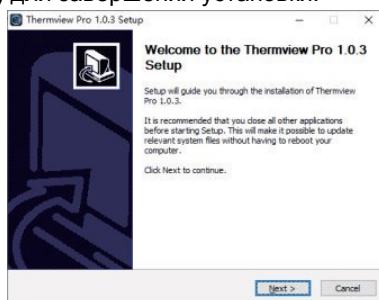 для завершения установки.
Thermview Pro 1.0.3 Setup
Welcome to the Thermview Pro 1.0.3
Setup
Setup will guide you through the installation of Thermview
Pro 1.0.3.
It is recommended that you close all other applications
before starting Setup. This will make it possible to update
relevant system files without having to reboot your
computer.
Click Next to continue.
Next >
Cancel